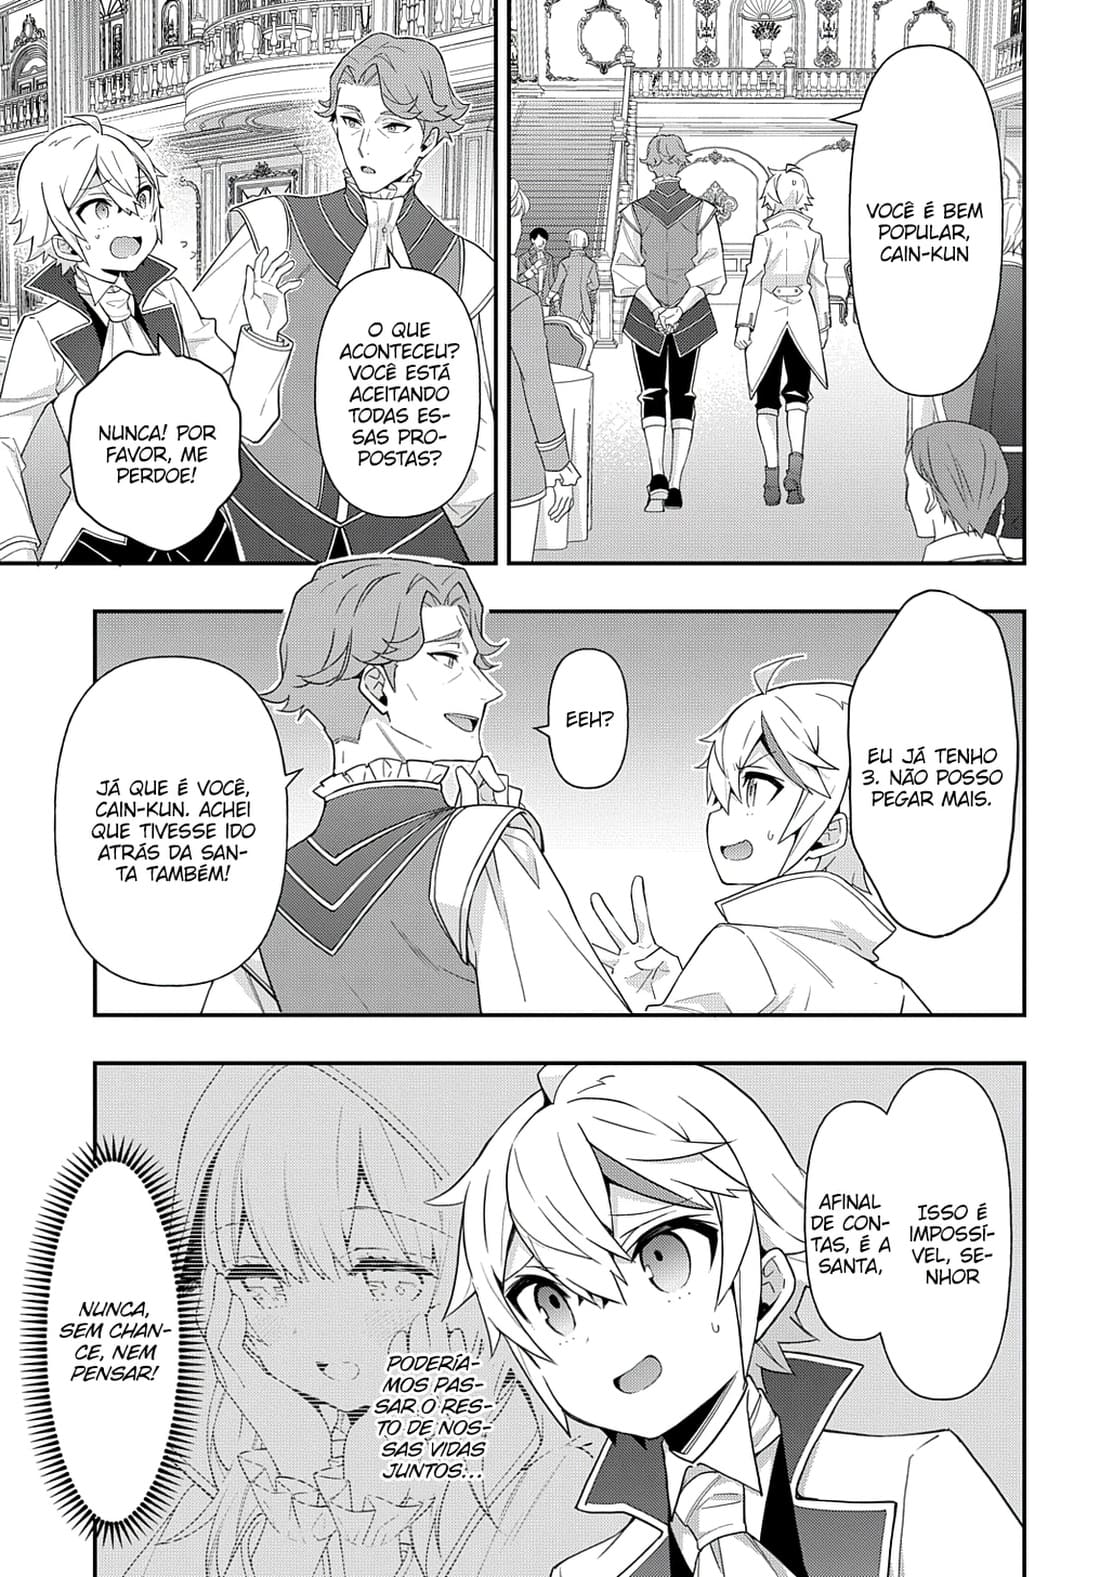 VOCÊ É BEM
POPULAR,
CAIN-KUN
O QUE
ACONTECEU?
VOCÊ ESTÁ
ACEITANDO
TODAS ES-
SAS PRO-
POSTAS?
NUNCA! POR
FAVOR, ME
PERDOE!
EU JÁ TENHO
3. NÃO POSSO
PEGAR MAIS.
EEH?
JÁ QUE É VOCÊ,
CAIN-KUN. ACHEI
QUE TIVESSE IDO
ATRÁS DA SAN-
TA TAMBÉM!
ISSO É
IMPOSSÍ-
VEL, SE-
NHOR
AFINAL
DE CON-
TAS, É A
SANTA,
PODERÍA-
MOS PAS-
SAR O RES-
TO DE NOS-
SAS VIDAS
JUNTOS...
NUNCA,
SEM CHAN-
CE, NEM
PENSAR!